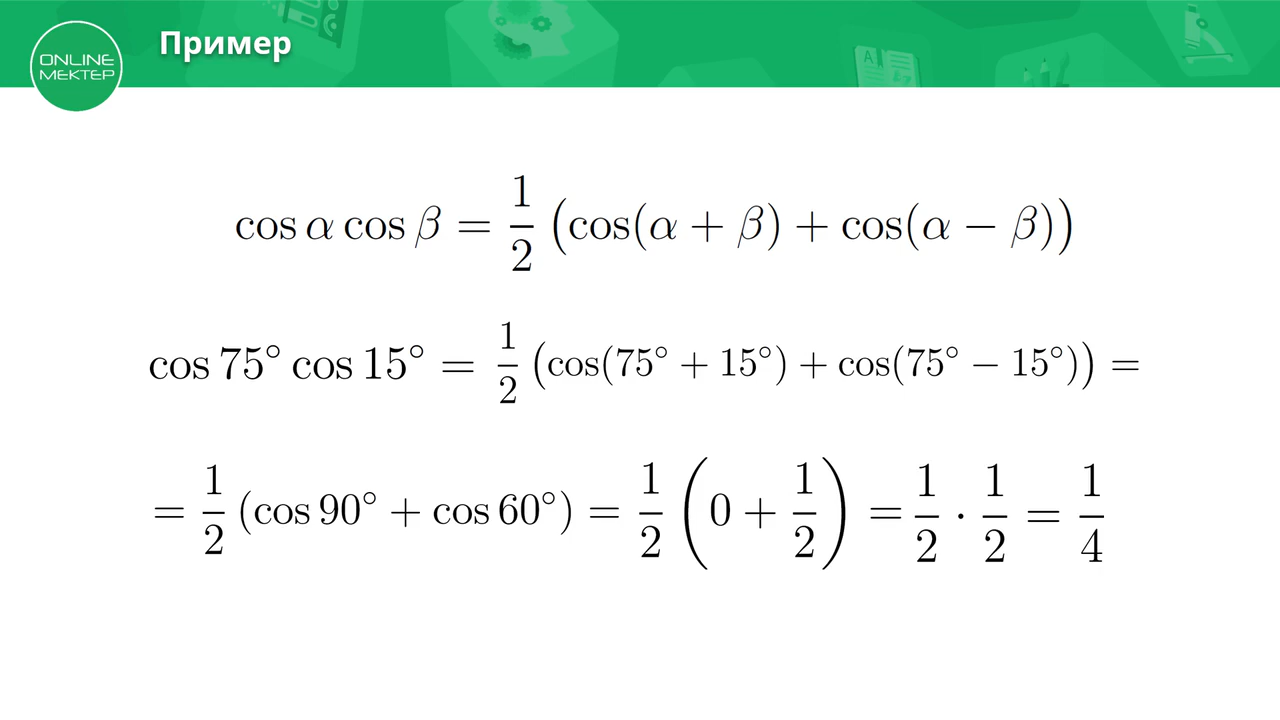 Пример
ONLINE
МЕКТЕР
cos α cos β = 1/2 (cos(α + β) + cos(α − β))
cos 75° cos 15° = 1/2 (cos(75° + 15°) + cos(75° − 15°)) =
= 1/2 (cos 90° + cos 60°) = 1/2 (0 + 1/2) = 1/2 · 1/2 = 1/4
A